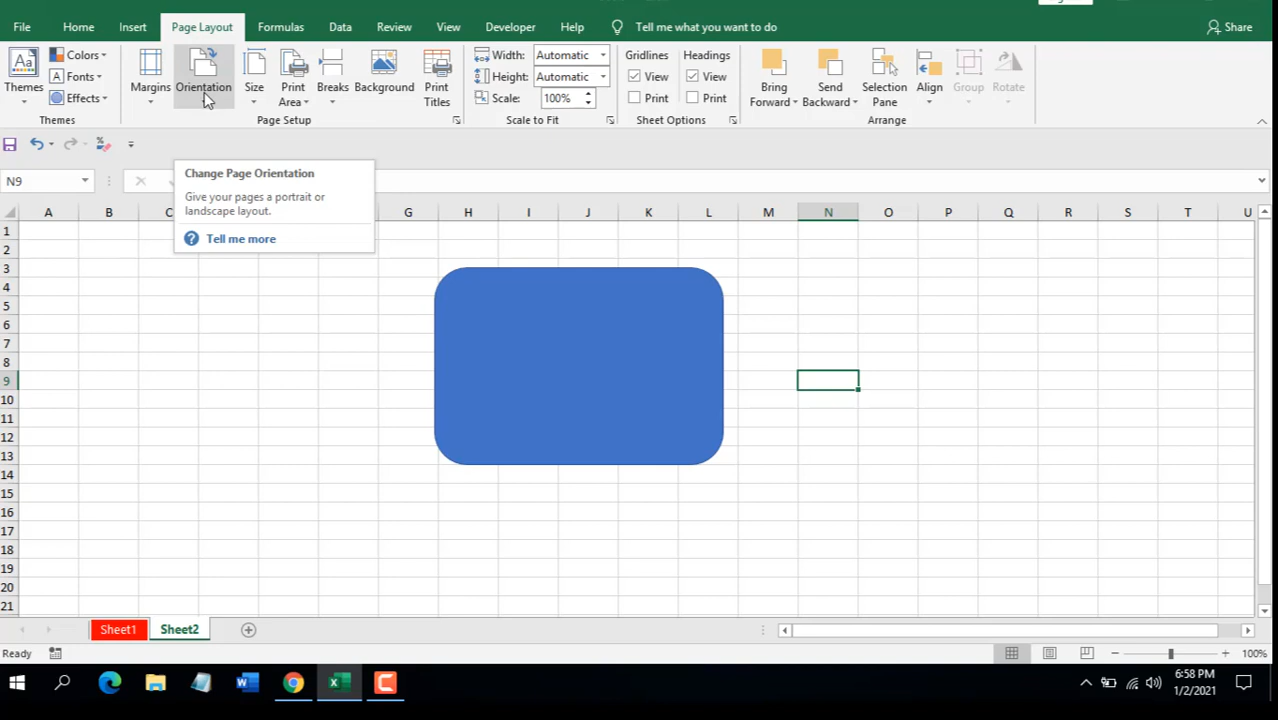 File Home Insert Page Layout Formulas Data Review View Developer Help Tell me what you want to do Share
Themes
Colors
Fonts
Effects
Themes
Margins
Orientation
Size
Print
Area
Breaks
Background
Print
Titles
Page Setup
Width: Automatic
Height: Automatic
Scale: 100%
Scale to Fit
Gridlines
View
Print
Headings
View
Print
Sheet Options
Bring
Forward
Send
Backward
Selection
Pane
Align
Group
Rotate
Arrange
N9
Change Page Orientation
Give your pages a portrait or
landscape layout.
? Tell me more
A B C G H I J K L M N O P Q R S T U
1
2
3
4
5
6
7
8
9
10
11
12
13
14
15
16
17
18
19
20
21
Sheet1 Sheet2
Ready 100%
6:58 PM
1/2/2021